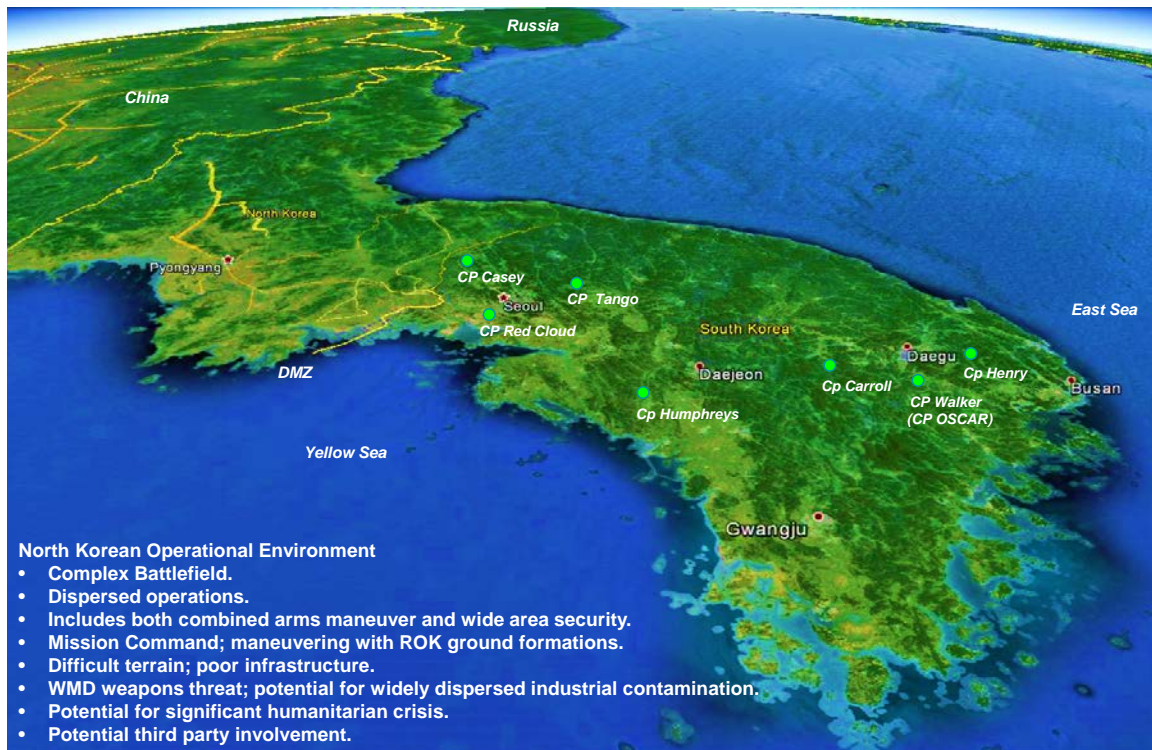 Russia
China
North Korea
Pyongyang
CP Casey
CP Tango
Seoul
CP Red Cloud
East Sea
South Korea
DMZ
Daejeon
Daegu
Cp Carroll
Cp Henry
CP Walker
(CP OSCAR)
Busan
Cp Humphreys
Yellow Sea
Gwangju
North Korean Operational Environment
• Complex Battlefield.
• Dispersed operations.
• Includes both combined arms maneuver and wide area security.
• Mission Command; maneuvering with ROK ground formations.
• Difficult terrain; poor infrastructure.
• WMD weapons threat; potential for widely dispersed industrial contamination.
• Potential for significant humanitarian crisis.
• Potential third party involvement.